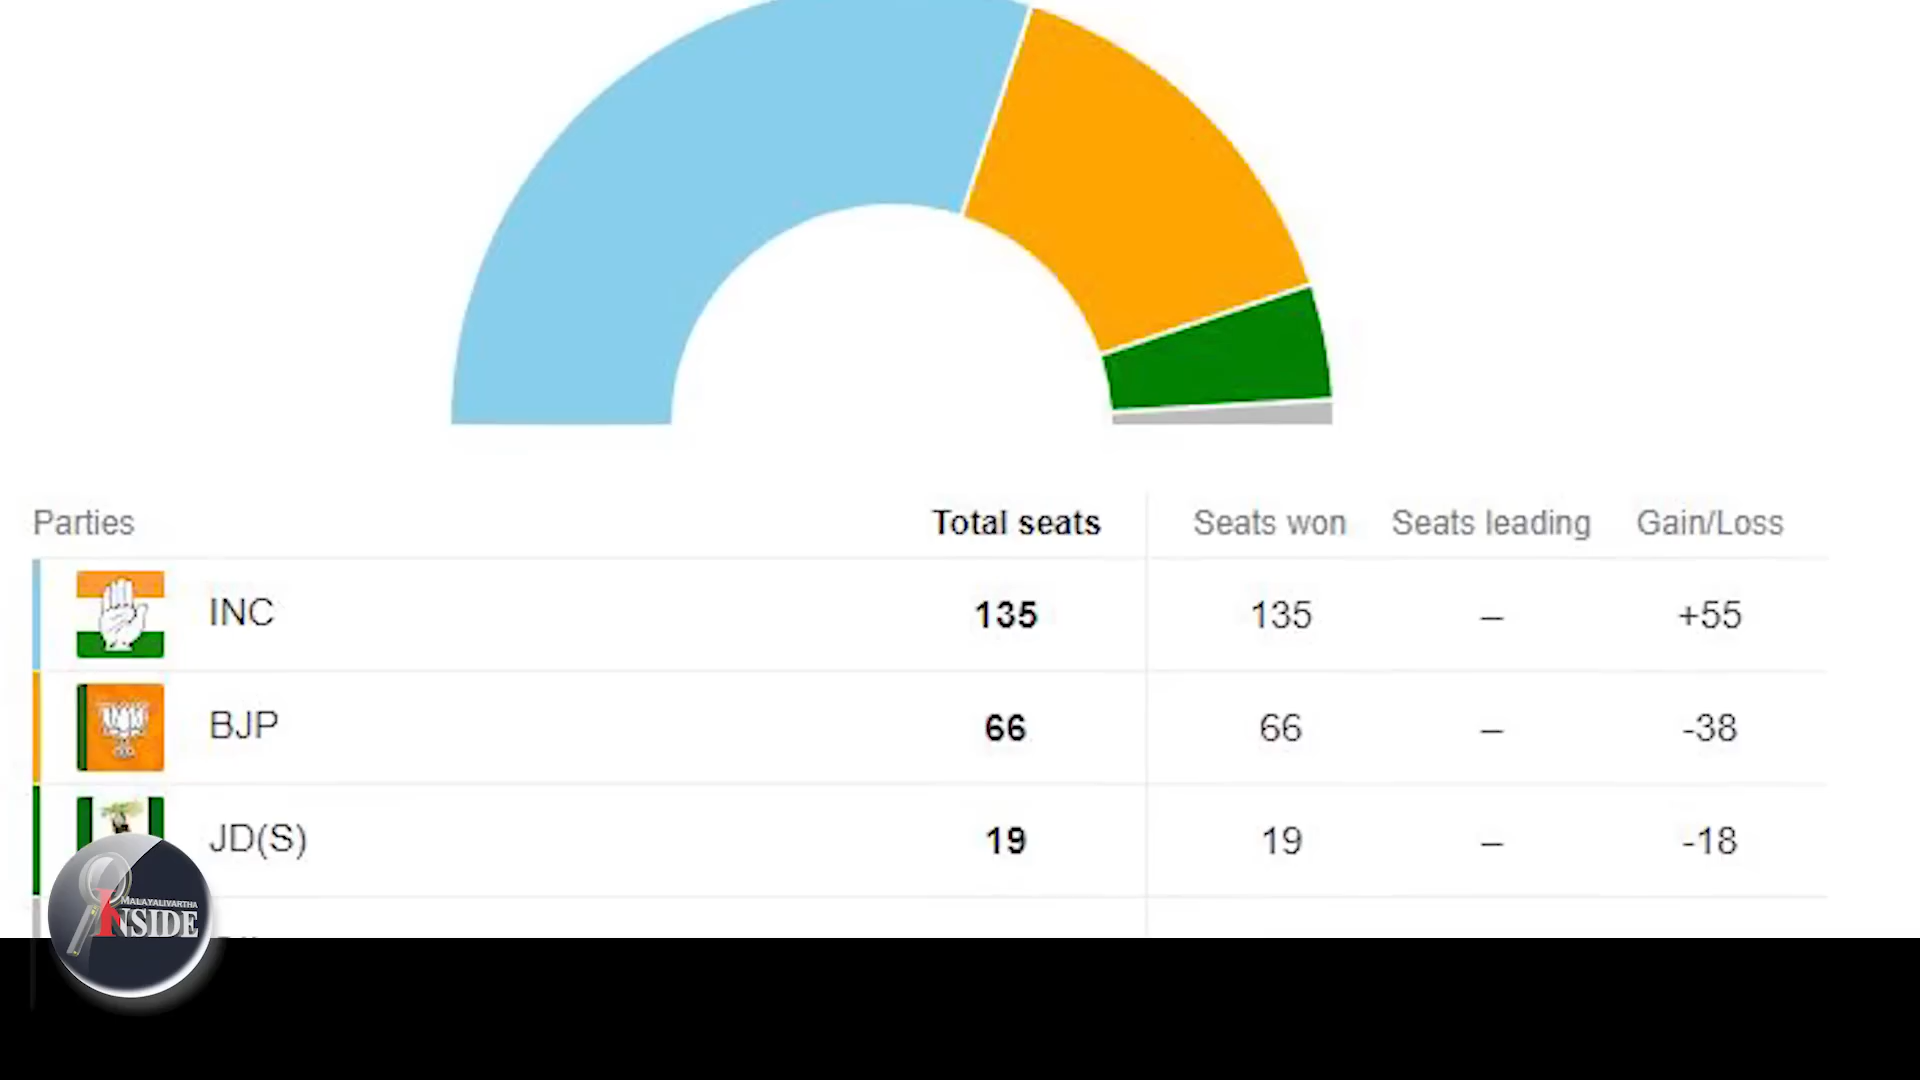 Parties Total seats Seats won Seats leading Gain/Loss
INC 135 135 – +55
BJP 66 66 – -38
JD(S) 19 19 – -18
MALAYALIVARTHA
INSIDE